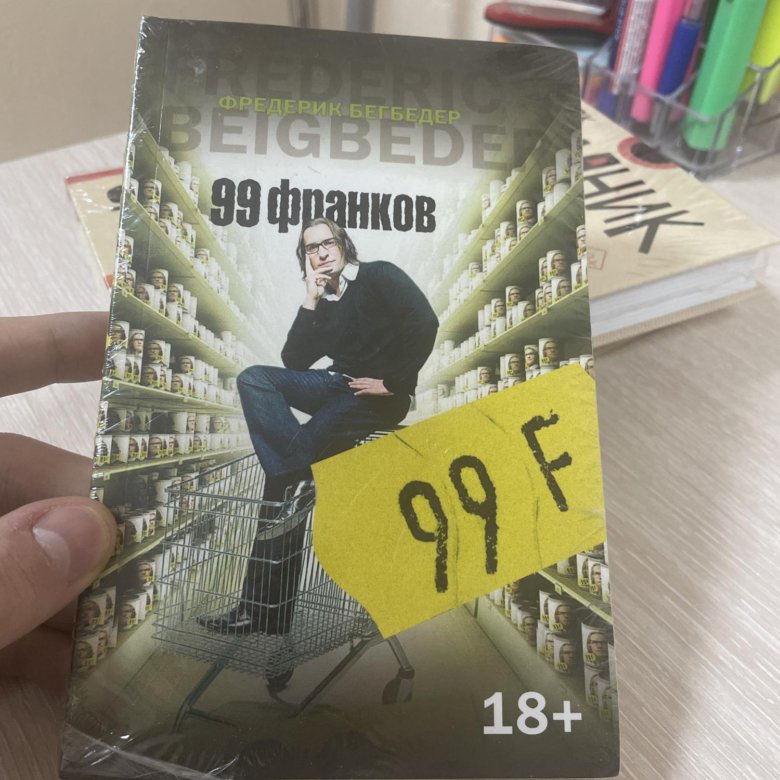 FREDERIC
ФРЕДЕРИК БЕГБЕДЕР
BEIGBEDER
99 франков
99 F
18+